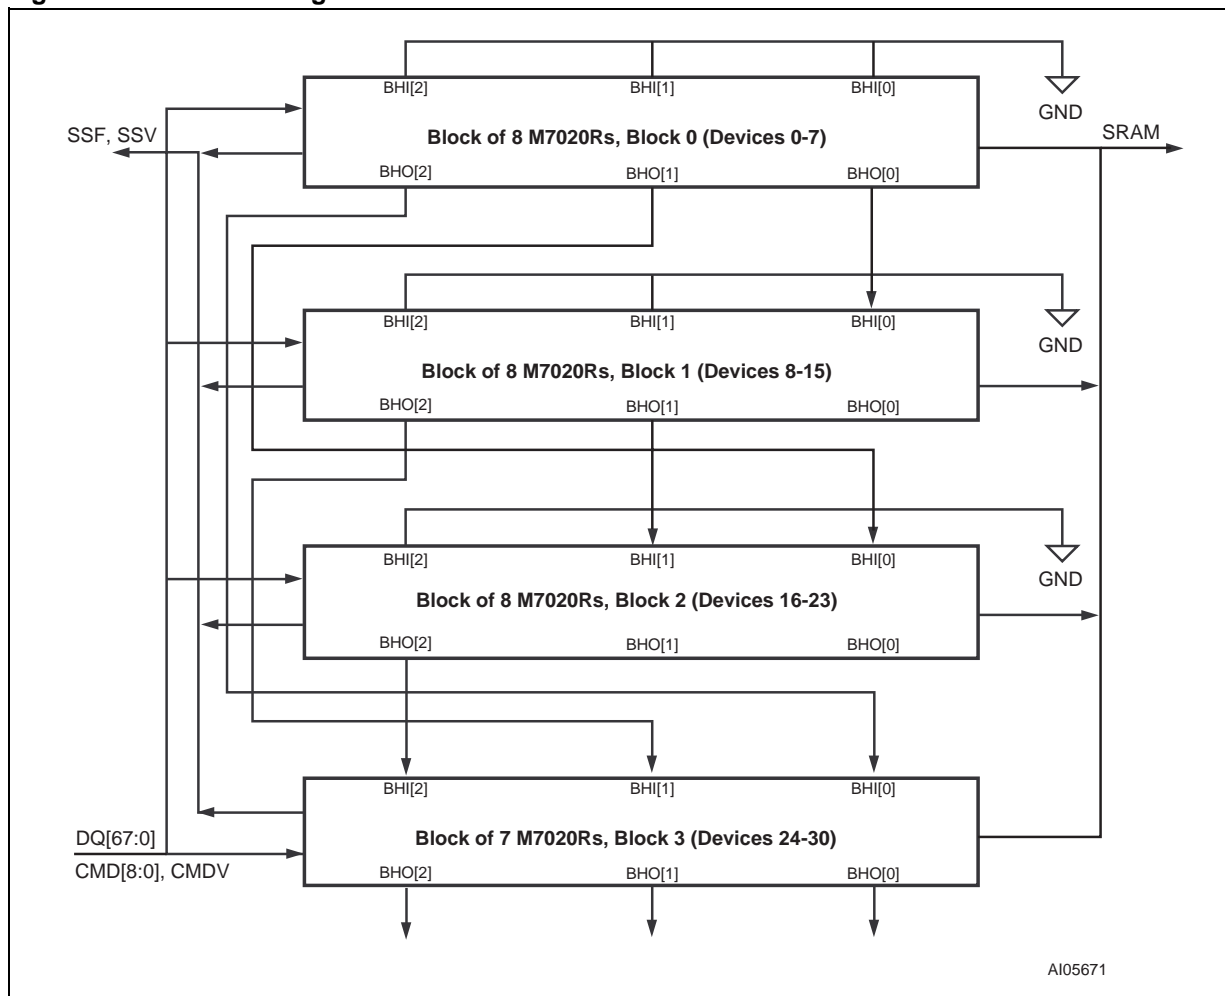 BHI[2] BHI[1] BHI[0]
GND
SSF, SSV
Block of 8 M7020Rs, Block 0 (Devices 0-7)
SRAM
BHO[2] BHO[1] BHO[0]
BHI[2] BHI[1] BHI[0]
GND
Block of 8 M7020Rs, Block 1 (Devices 8-15)
BHO[2] BHO[1] BHO[0]
BHI[2] BHI[1] BHI[0]
GND
Block of 8 M7020Rs, Block 2 (Devices 16-23)
BHO[2] BHO[1] BHO[0]
BHI[2] BHI[1] BHI[0]
DQ[67:0]
Block of 7 M7020Rs, Block 3 (Devices 24-30)
CMD[8:0], CMDV
BHO[2] BHO[1] BHO[0]
AI05671